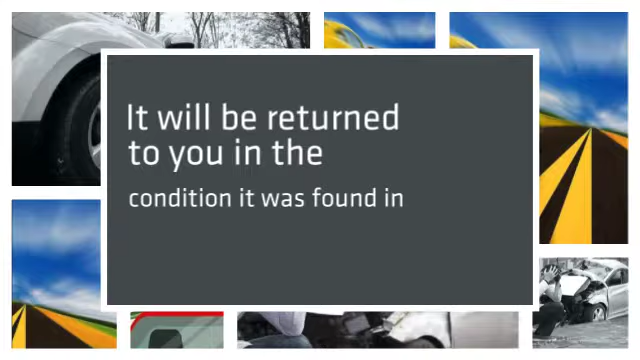 It will be returned
to you in the
condition it was found in